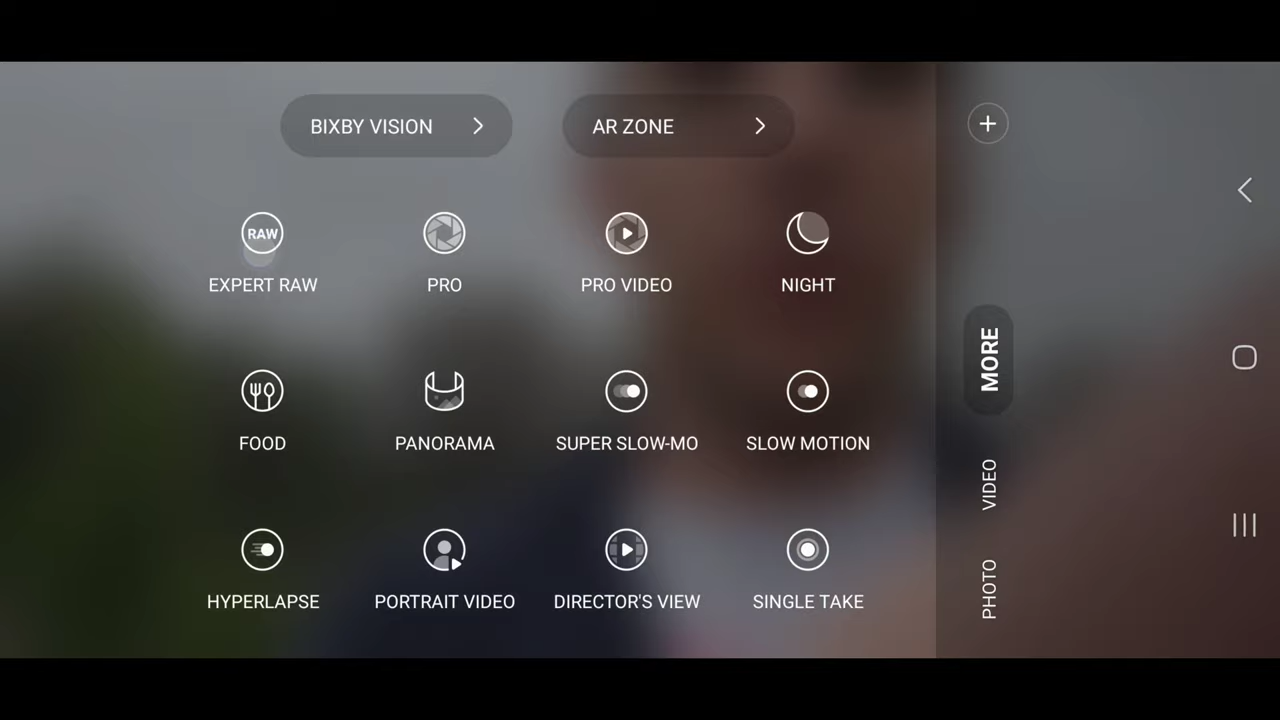 BIXBY VISION
AR ZONE
RAW
EXPERT RAW
PRO
PRO VIDEO
NIGHT
FOOD
PANORAMA
SUPER SLOW-MO
SLOW MOTION
HYPERLAPSE
PORTRAIT VIDEO
DIRECTOR'S VIEW
SINGLE TAKE
MORE
VIDEO
PHOTO